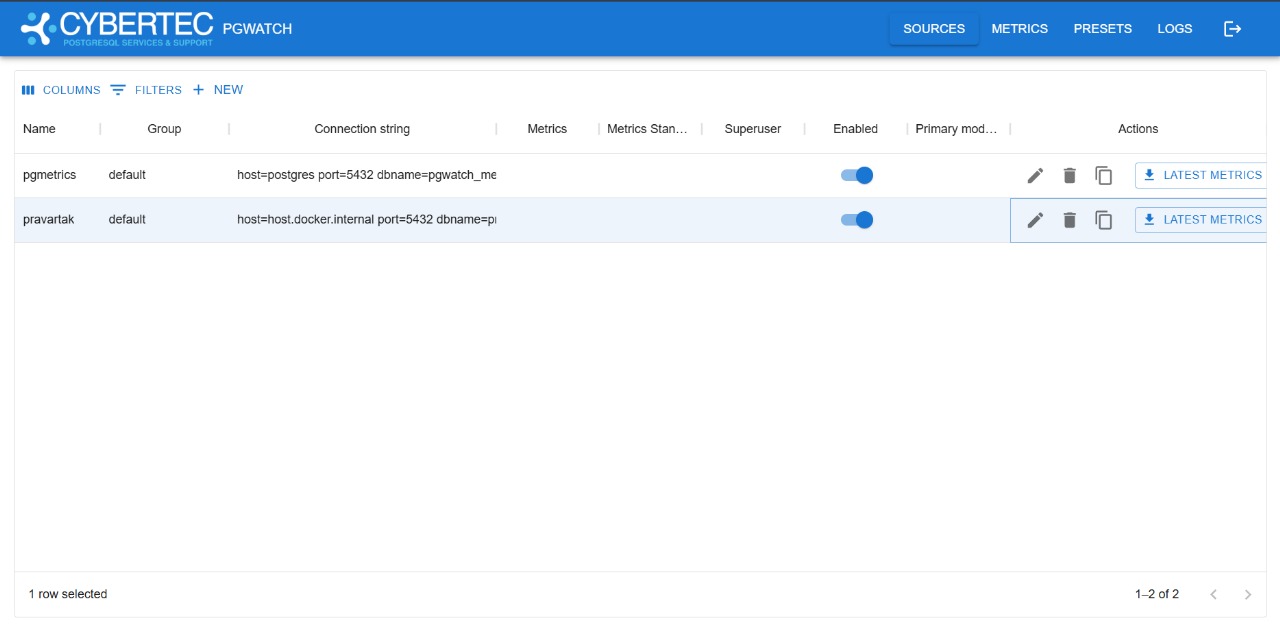 CYBERTEC PGWATCH SOURCES METRICS PRESETS LOGS
POSTGRESQL SERVICES & SUPPORT
COLUMNS FILTERS + NEW
Name Group Connection string Metrics Metrics Stan... Superuser Enabled Primary mod... Actions
pgmetrics default host=postgres port=5432 dbname=pgwatch_me LATEST METRICS
pravartak default host=host.docker.internal port=5432 dbname=pr LATEST METRICS
1 row selected 1–2 of 2